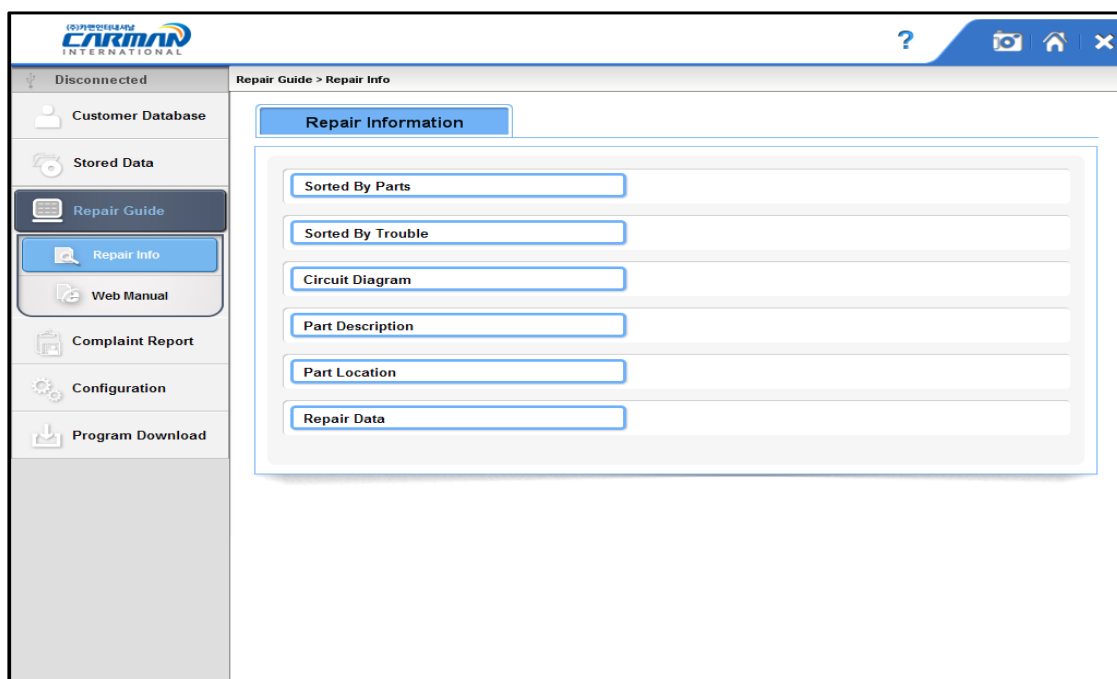 (주)카맨인터내셔날
CARMAN
INTERNATIONAL
?
Disconnected
Repair Guide > Repair Info
Customer Database
Stored Data
Repair Guide
Repair Info
Web Manual
Complaint Report
Configuration
Program Download
Repair Information
Sorted By Parts
Sorted By Trouble
Circuit Diagram
Part Description
Part Location
Repair Data